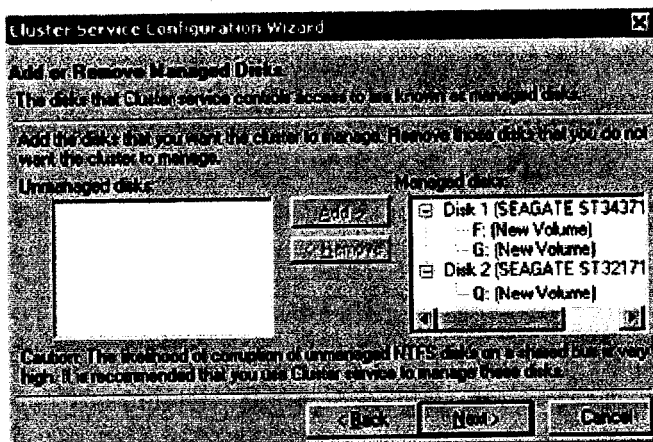 Cluster Service Configuration Wizard
Add or Remove Managed Disks
The disks that Cluster service controls access to are known as managed disks.
Add the disks that you want the cluster to manage. Remove those disks that you do not
want the cluster to manage.
Unmanaged disks:
Managed disks:
Add ->
<- Remove
Disk 1 (SEAGATE ST34371
F: (New Volume)
G: (New Volume)
Disk 2 (SEAGATE ST32171
Q: (New Volume)
Caution: The likelihood of corruption of unmanaged NTFS disks on a shared bus is very
high. It is recommended that you use Cluster service to manage these disks.
< Back
Next >
Cancel